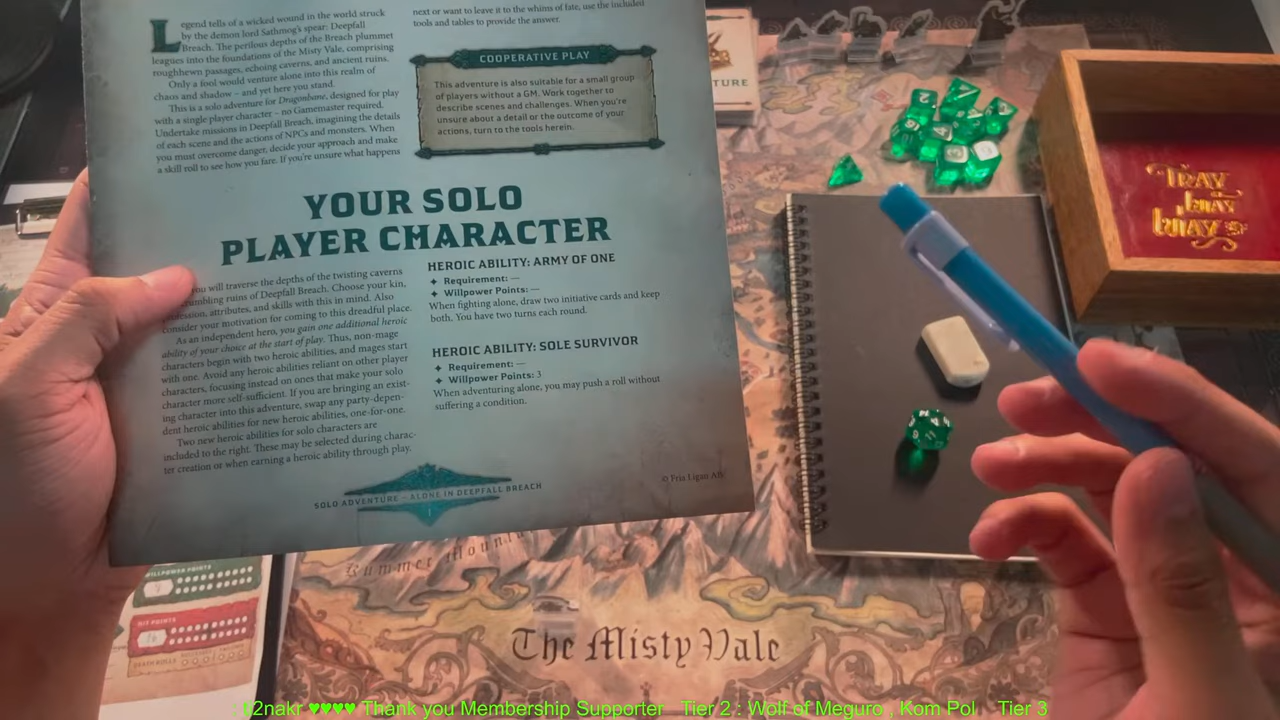 Legend tells of a wicked wound in the world struck
by the demon lord Sathmog's spear: Deepfall
Breach. The perilous depths of the Breach plummet
leagues into the foundations of the Misty Vale, comprising
roughhewn passages, echoing caverns, and ancient ruins.
Only a fool would venture alone into this realm of
chaos and shadow – and yet here you stand.
This is a solo adventure for Dragonbane, designed for play
with a single player character – no Gamemaster required.
Undertake missions in Deepfall Breach, imagining the details
of each scene and the actions of NPCs and monsters. When
you must overcome danger, decide your approach and make
a skill roll to see how you fare. If you're unsure what happens
next or want to leave it to the whims of fate, use the included
tools and tables to provide the answer.
COOPERATIVE PLAY
This adventure is also suitable for a small group
of players without a GM. Work together to
describe scenes and challenges. When you're
unsure about a detail or the outcome of your
actions, turn to the tools herein.
YOUR SOLO
PLAYER CHARACTER
you will traverse the depths of the twisting caverns
ruins of Deepfall Breach. Choose your kin,
profession, attributes, and skills with this in mind. Also
consider your motivation for coming to this dreadful place.
As an independent hero, you gain one additional heroic
ability of your choice at the start of play. Thus, non-mage
characters begin with two heroic abilities, and mages start
with one. Avoid any heroic abilities reliant on other player
characters, focusing instead on ones that make your solo
character more self-sufficient. If you are bringing an exist-
ing character into this adventure, swap any party-depen-
dent heroic abilities for new heroic abilities, one-for-one.
Two new heroic abilities for solo characters are
included to the right. These may be selected during charac-
ter creation or when earning a heroic ability through play.
HEROIC ABILITY: ARMY OF ONE
✦ Requirement: —
✦ Willpower Points: —
When fighting alone, draw two initiative cards and keep
both. You have two turns each round.
HEROIC ABILITY: SOLE SURVIVOR
✦ Requirement: —
✦ Willpower Points: 3
When adventuring alone, you may push a roll without
suffering a condition.
SOLO ADVENTURE – ALONE IN DEEPFALL BREACH
1
© Fria Ligan AB
TURE
TRAY
BIEN
WILLPOWER POINTS
HIT POINTS
DEATH ROLLS
The Misty Vale
t2nakr ♥♥♥♥ Thank you Membership Supporter Tier 2 : Wolf of Meguro , Kom Pol Tier 3